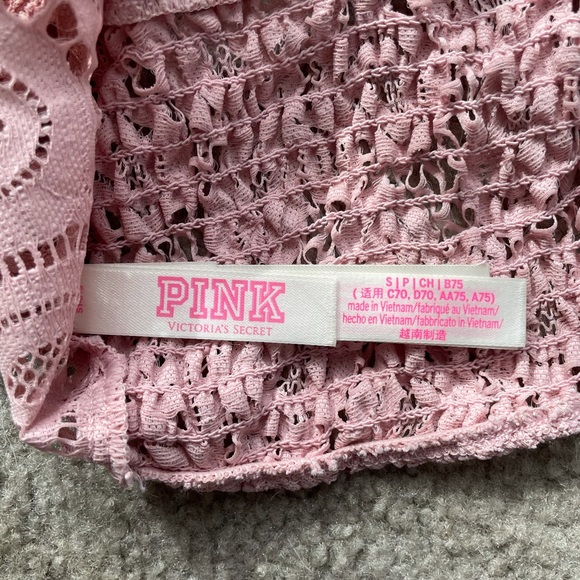 PINK
VICTORIA'S SECRET
S|P|CH|B75
(适用 C70, D70, AA75, A75)
made in Vietnam/fabriqué au Vietnam/
hecho en Vietnam/fabbricato in Vietnam/
越南制造